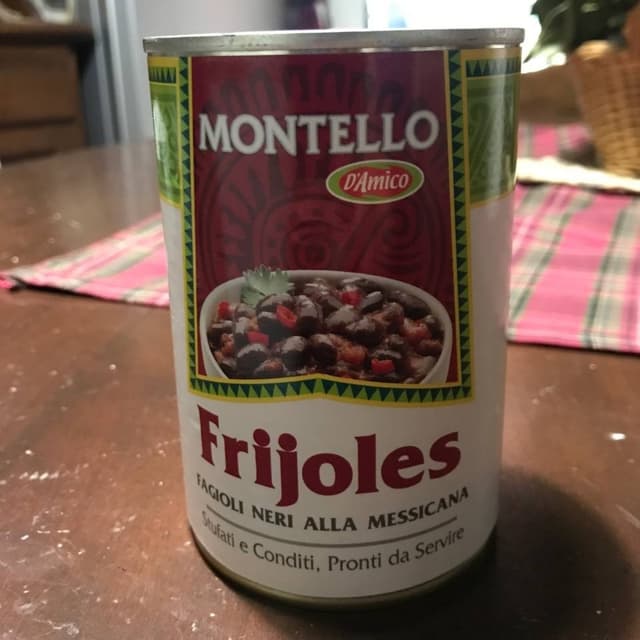 MONTELLO
D'Amico
Frijoles
FAGIOLI NERI ALLA MESSICANA
Stufati e Conditi, Pronti da Servire